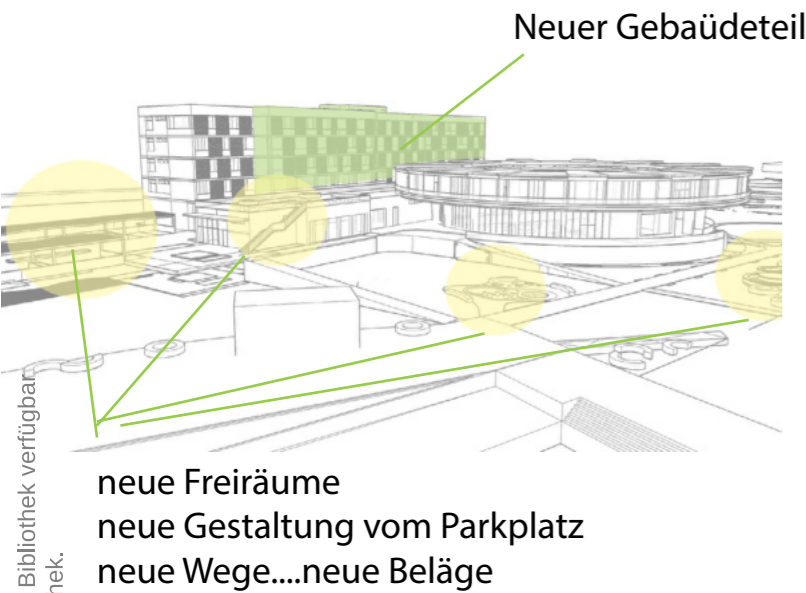 Neuer Gebaüdeteil
neue Freiräume
neue Gestaltung vom Parkplatz
neue Wege....neue Beläge
Bibliothek verfügbar